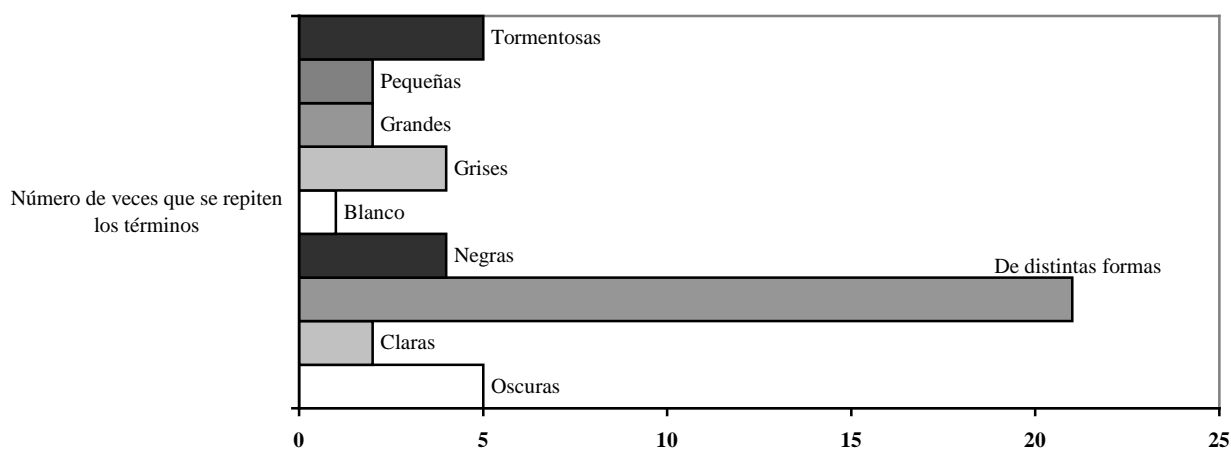 Tormentosas
Pequeñas
Grandes
Grises
Número de veces que se repiten
los términos
Blanco
Negras
De distintas formas
Claras
Oscuras
0 5 10 15 20 25